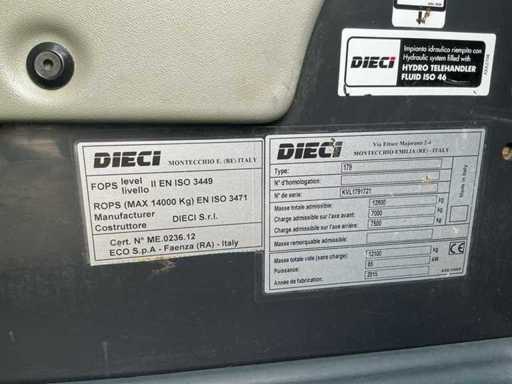 DIECI
Impianto idraulico riempito con
Hydraulic system filled with
HYDRO TELEHANDLER
FLUID ISO 46
DIECI MONTECCHIO E. (RE) ITALY
FOPS level livello II EN ISO 3449
ROPS (MAX 14000 Kg) EN ISO 3471
Manufacturer
Costruttore DIECI S.r.l.
Cert. N° ME.0236.12
ECO S.p.A - Faenza (RA) - Italy
DIECI Via Ettore Majorana 2-4
MONTECCHIO EMILIA (RE) - ITALY
Made in Italy
Type: 179
N° d'homologation:
N° de serie: KVL1791721
Masse totale admissible: kg
Charge admissible sur l'axe avant: 7000 kg
Charge admissible sur l'axe arrière: 7500 kg
Masse remorquable admissible:
Masse totale vide (sans charge): 12100 kg
Puissance: kW
Année de fabrication: 2015
CE